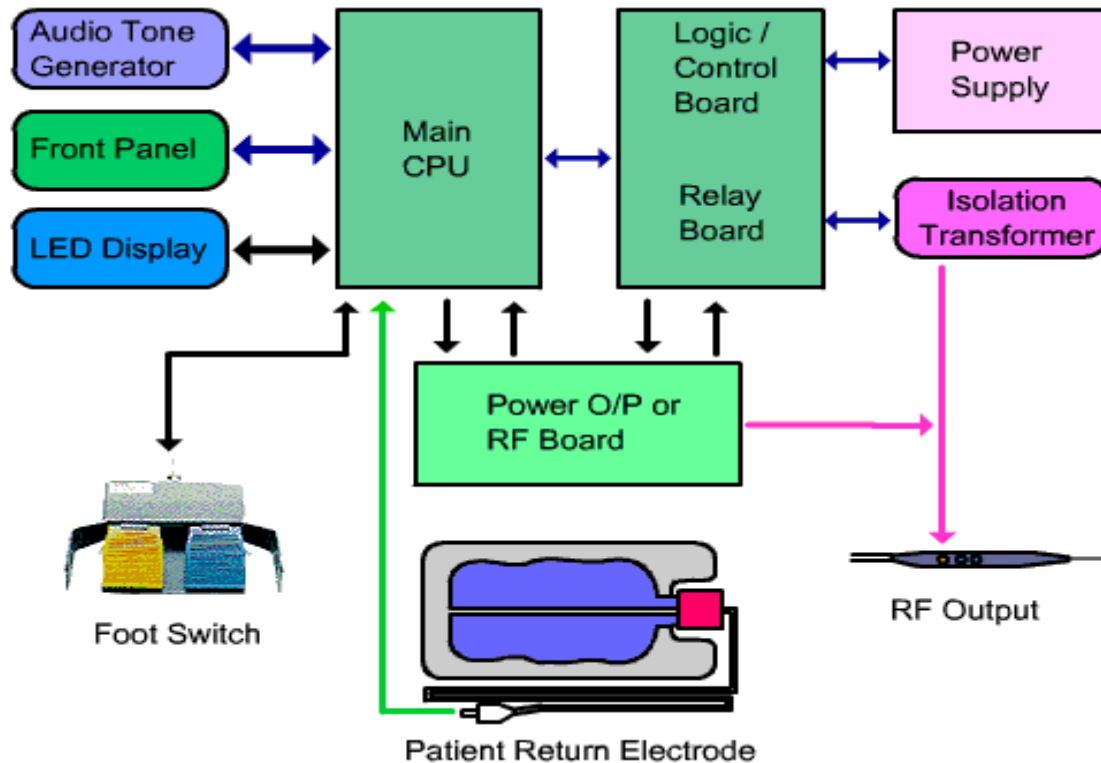 Audio Tone
Generator
Front Panel
LED Display
Main
CPU
Logic /
Control
Board
Relay
Board
Power
Supply
Isolation
Transformer
Power O/P or
RF Board
Foot Switch
RF Output
Patient Return Electrode